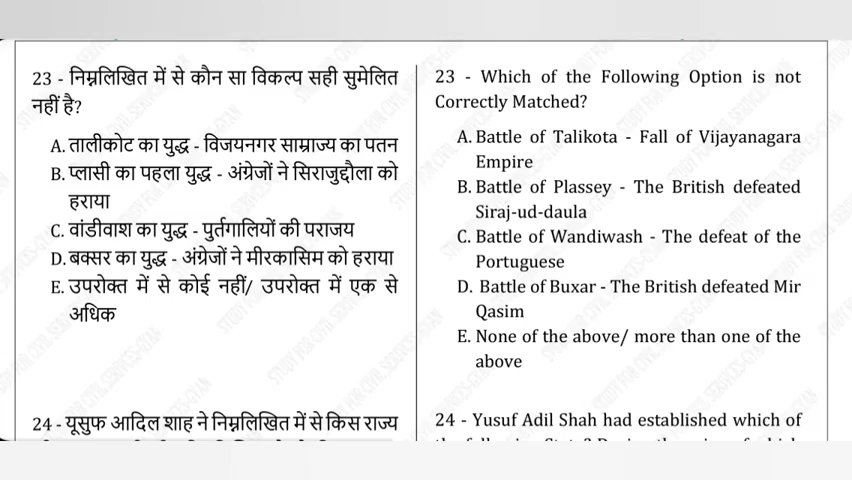 23 - निम्नलिखित में से कौन सा विकल्प सही सुमेलित
नहीं है?
A. तालीकोट का युद्ध - विजयनगर साम्राज्य का पतन
B. प्लासी का पहला युद्ध - अंग्रेजों ने सिराजुद्दौला को
हराया
C. वांडीवाश का युद्ध - पुर्तगालियों की पराजय
D. बक्सर का युद्ध - अंग्रेजों ने मीरकासिम को हराया
E. उपरोक्त में से कोई नहीं/ उपरोक्त में एक से
अधिक
24 - यूसुफ आदिल शाह ने निम्नलिखित में से किस राज्य
23 - Which of the Following Option is not
Correctly Matched?
A. Battle of Talikota - Fall of Vijayanagara
Empire
B. Battle of Plassey - The British defeated
Siraj-ud-daula
C. Battle of Wandiwash - The defeat of the
Portuguese
D. Battle of Buxar - The British defeated Mir
Qasim
E. None of the above/ more than one of the
above
24 - Yusuf Adil Shah had established which of